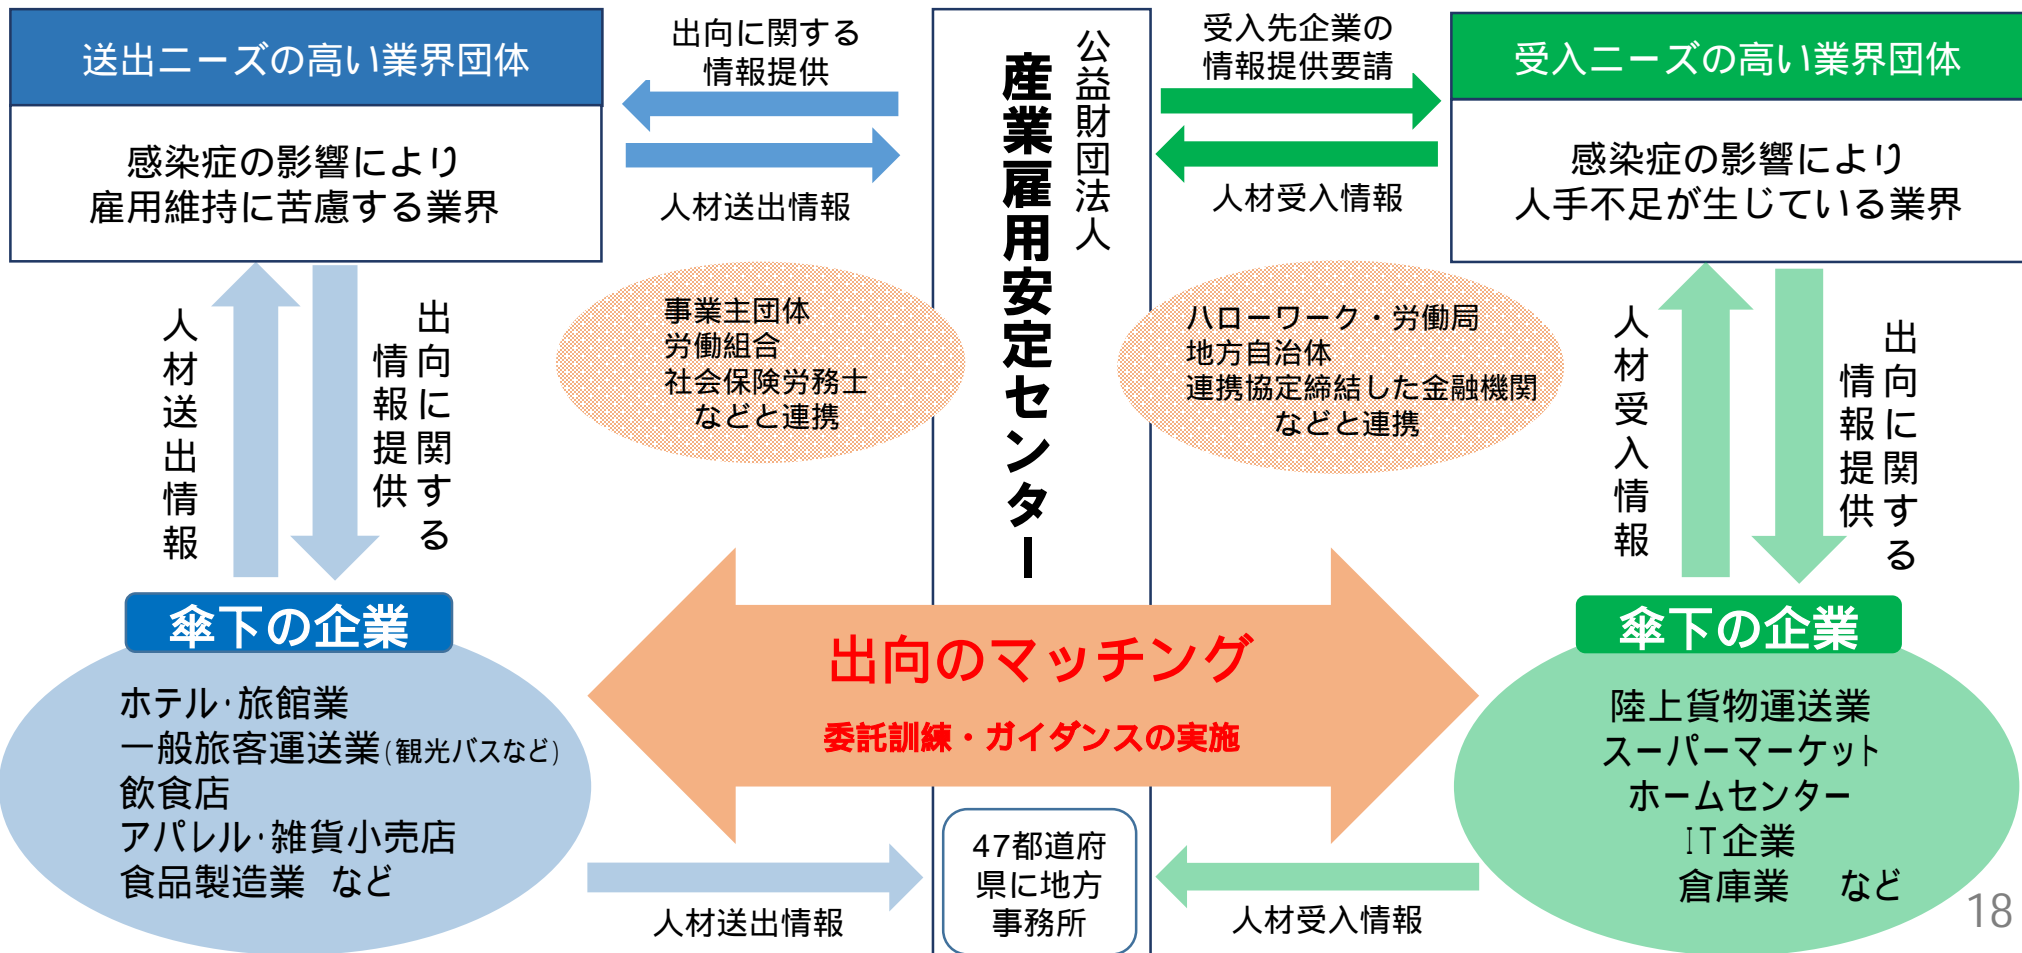 送出ニーズの高い業界団体
感染症の影響により
雇用維持に苦慮する業界
出向に関する
情報提供
人材送出情報
公益財団法人
産業雇用安定センター
受入先企業の
情報提供要請
人材受入情報
受入ニーズの高い業界団体
感染症の影響により
人手不足が生じている業界
人材送出情報
出向に関する
情報提供
事業主団体
労働組合
社会保険労務士
などと連携
ハローワーク・労働局
地方自治体
連携協定締結した金融機関
などと連携
人材受入情報
出向に関する
情報提供
傘下の企業
ホテル・旅館業
一般旅客運送業(観光バスなど)
飲食店
アパレル・雑貨小売店
食品製造業 など
出向のマッチング
委託訓練・ガイダンスの実施
傘下の企業
陸上貨物運送業
スーパーマーケット
ホームセンター
IT企業
倉庫業 など
人材送出情報
47都道府
県に地方
事務所
人材受入情報
18